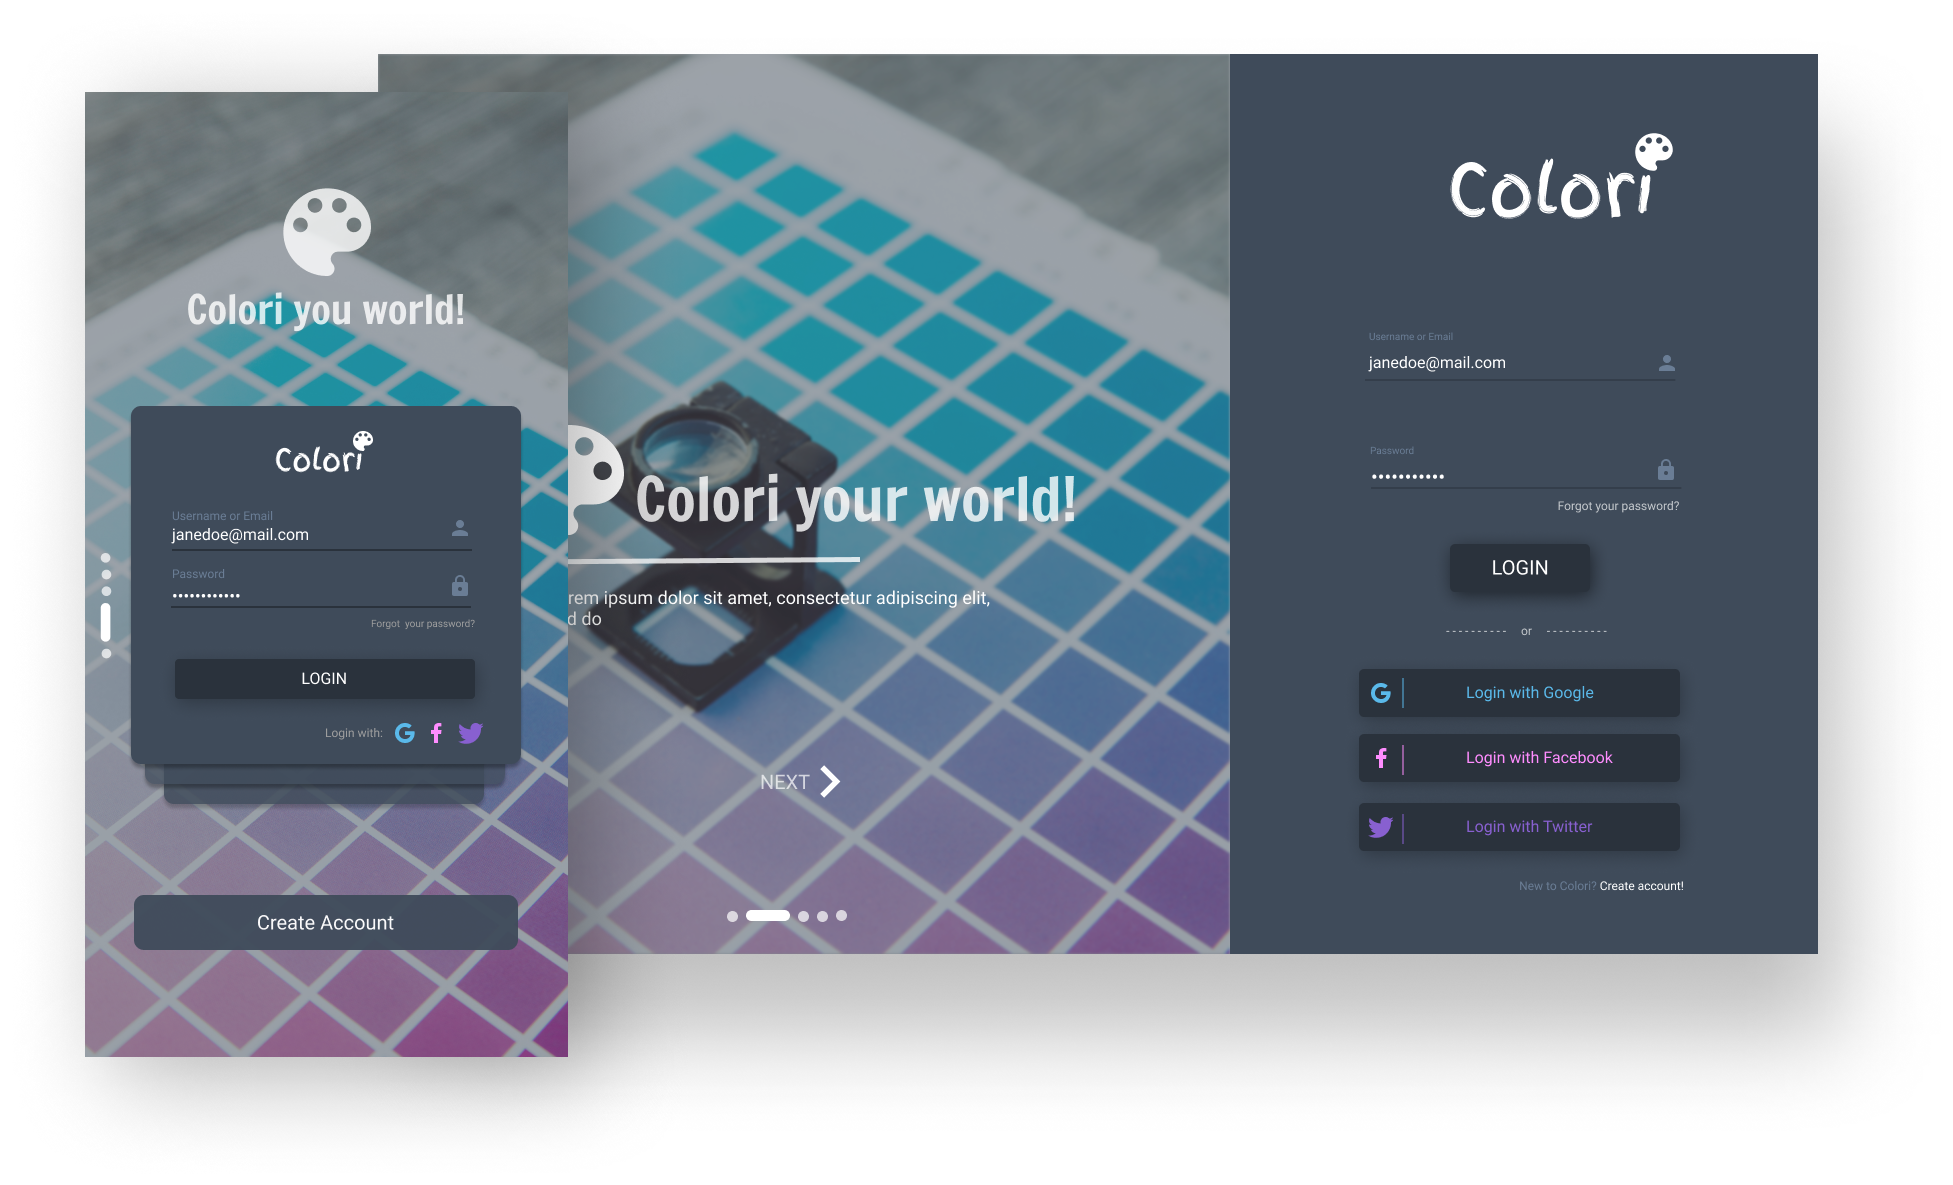 Colori you world!
Colori
Username or Email
janedoe@mail.com
Password
••••••••••••
Forgot your password?
LOGIN
Login with:
Create Account
Colori your world!
rem ipsum dolor sit amet, consectetur adipiscing elit,
d do
NEXT
Colori
Username or Email
janedoe@mail.com
Password
•••••••••••
Forgot your password?
LOGIN
or
Login with Google
Login with Facebook
Login with Twitter
New to Colori? Create account!